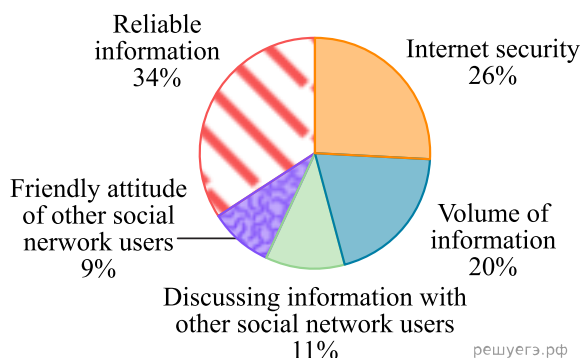 Reliable
information
34%
Internet security
26%
Friendly attitude
of other social
nerwork users
9%
Volume of
information
20%
Discussing information with
other social network users
11%
решуегэ.рф